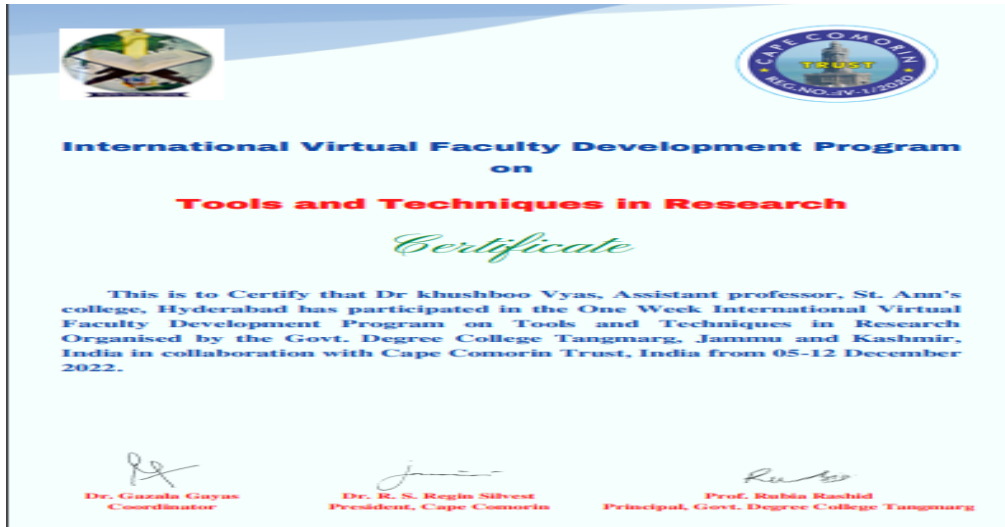 CAPE COMORIN
TRUST
REG.NO.:IV-1/2020
International Virtual Faculty Development Program
on
Tools and Techniques in Research
Certificate
This is to Certify that Dr khushboo Vyas, Assistant professor, St. Ann's
college, Hyderabad has participated in the One Week International Virtual
Faculty Development Program on Tools and Techniques in Research
Organised by the Govt. Degree College Tangmarg, Jammu and Kashmir,
India in collaboration with Cape Comorin Trust, India from 05-12 December
2022.
Dr. Gazala Gayas
Coordinator
Dr. R. S. Regin Silvest
President, Cape Comorin
Prof. Rubia Rashid
Principal, Govt. Degree College Tangmarg